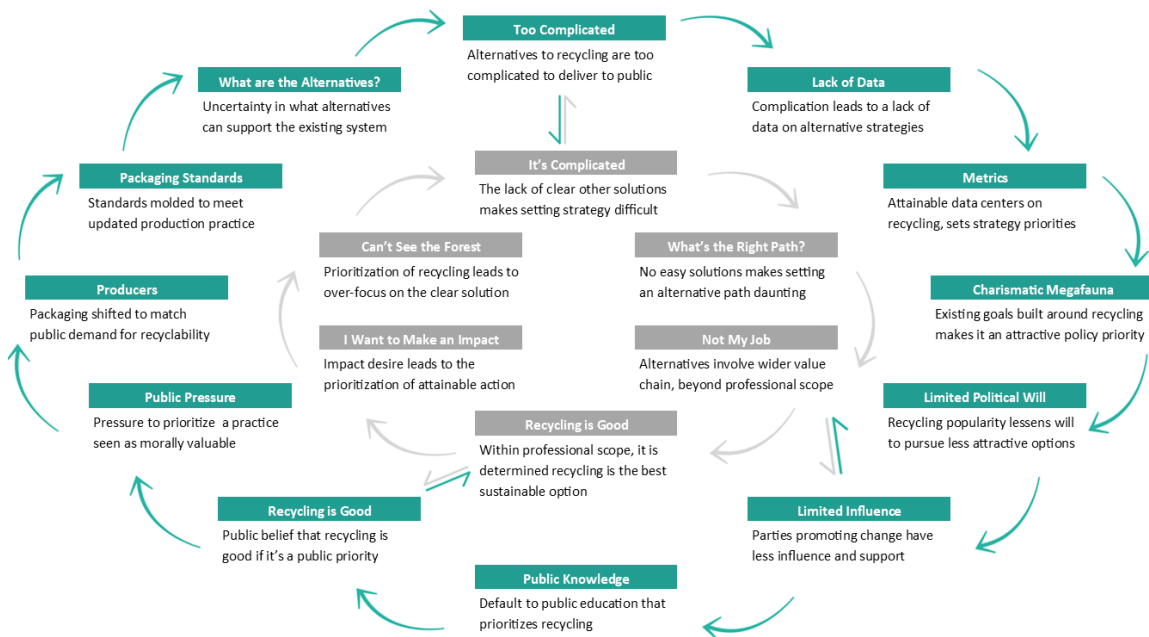 Too Complicated
Alternatives to recycling are too
complicated to deliver to public
Lack of Data
Complication leads to a lack of
data on alternative strategies
Metrics
Attainable data centers on
recycling, sets strategy priorities
Charismatic Megafauna
Existing goals built around recycling
makes it an attractive policy priority
Limited Political Will
Recycling popularity lessens will
to pursue less attractive options
Limited Influence
Parties promoting change have
less influence and support
Public Knowledge
Default to public education that
prioritizes recycling
Recycling is Good
Public belief that recycling is
good if it's a public priority
Public Pressure
Pressure to prioritize a practice
seen as morally valuable
Producers
Packaging shifted to match
public demand for recyclability
Packaging Standards
Standards molded to meet
updated production practice
What are the Alternatives?
Uncertainty in what alternatives
can support the existing system
It's Complicated
The lack of clear other solutions
makes setting strategy difficult
What's the Right Path?
No easy solutions makes setting
an alternative path daunting
Not My Job
Alternatives involve wider value
chain, beyond professional scope
Recycling is Good
Within professional scope, it is
determined recycling is the best
sustainable option
I Want to Make an Impact
Impact desire leads to the
prioritization of attainable action
Can't See the Forest
Prioritization of recycling leads to
over-focus on the clear solution